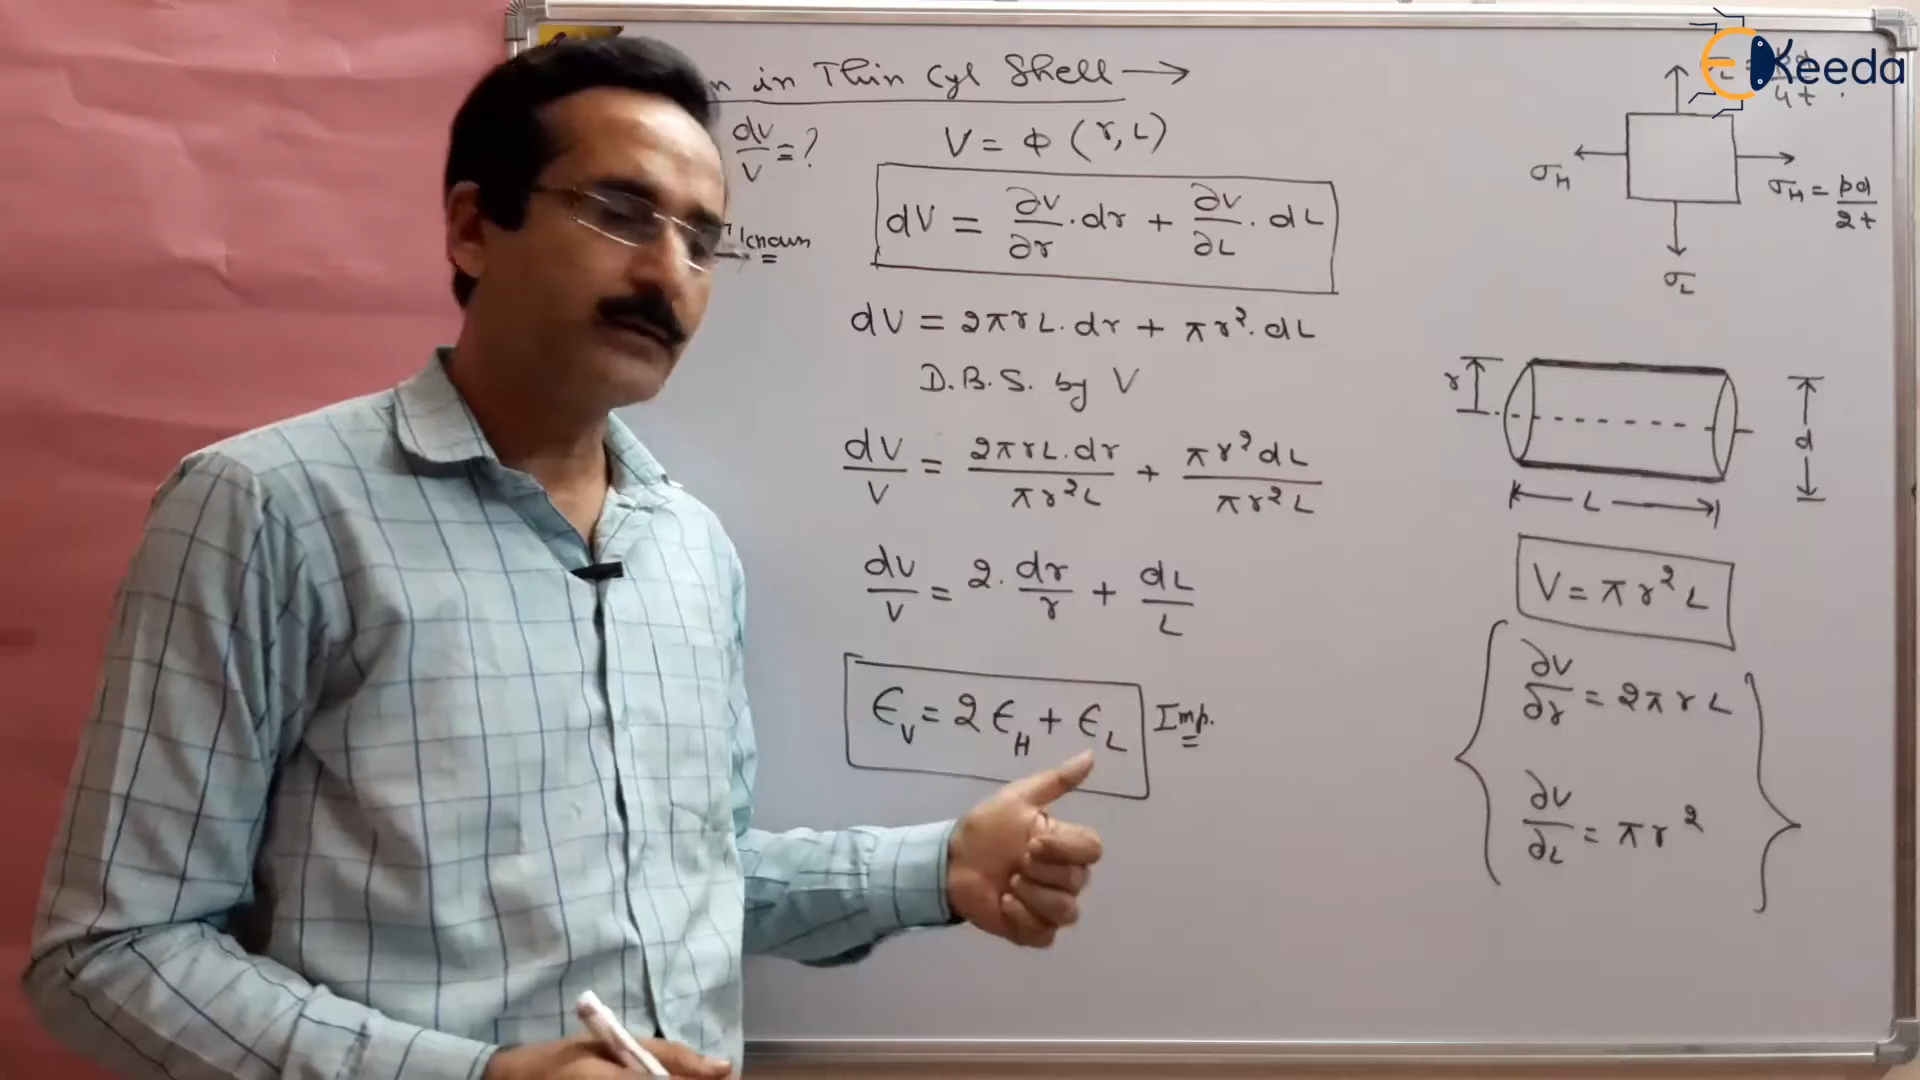 in Thin Cyl Shell →
dV/V = ?
V = Φ (r, L)
known
dV = ∂V/∂r · dr + ∂V/∂L · dL
dV = 2πrL · dr + πr² · dL
D.B.S. by V
dV/V = 2πrL · dr/πr²L + πr²dL/πr²L
dV/V = 2 · dr/r + dL/L
ϵV = 2ϵH + ϵL Imp.
Keeda
4t
σH
σH = pd/2t
σL
r
d
L
V = πr²L
∂V/∂r = 2πrL
∂V/∂L = πr²